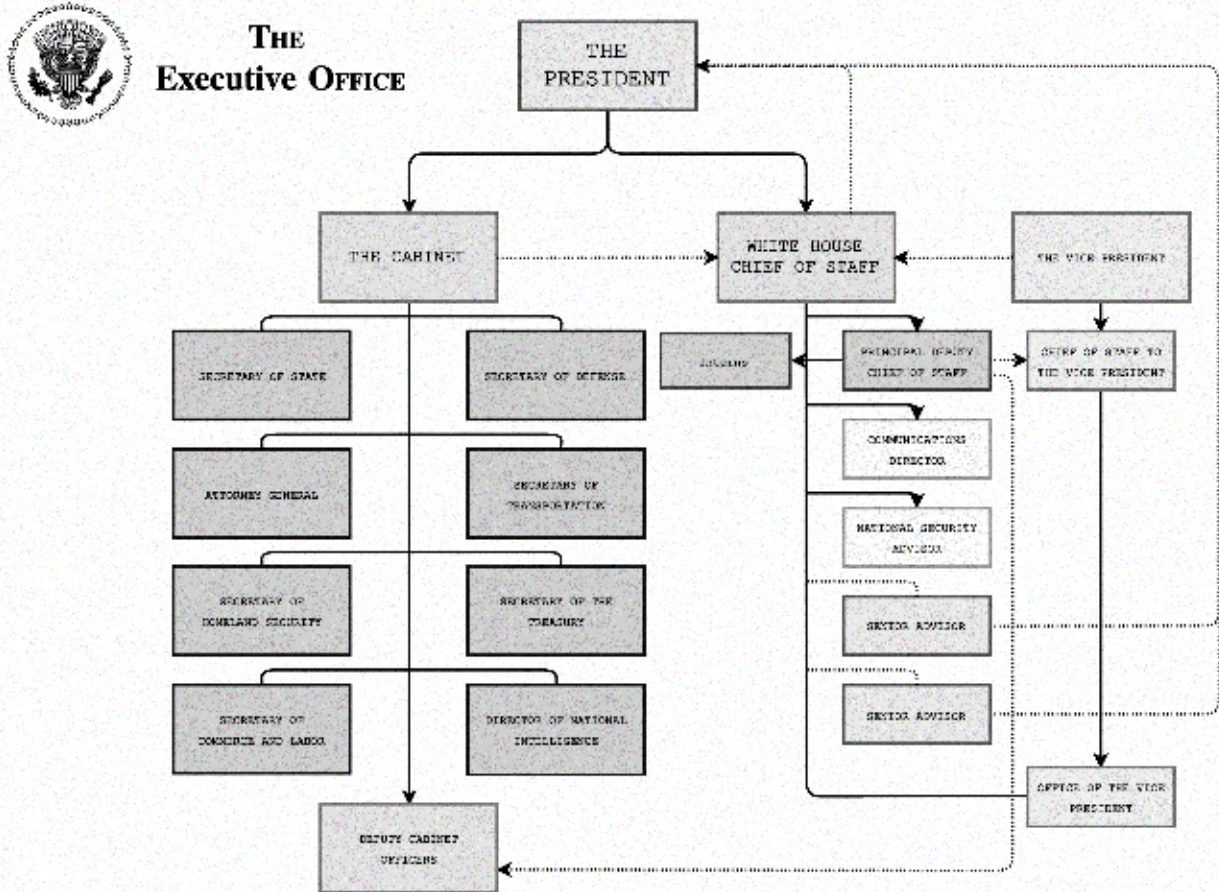 THE
Executive OFFICE
THE
PRESIDENT
THE CABINET
WHITE HOUSE
CHIEF OF STAFF
THE VICE PRESIDENT
SECRETARY OF STATE
SECRETARY OF DEFENSE
Interns
PRINCIPAL DEPUTY
CHIEF OF STAFF
CHIEF OF STAFF TO
THE VICE PRESIDENT
COMMUNICATIONS
DIRECTOR
ATTORNEY GENERAL
SECRETARY OF
TRANSPORTATION
NATIONAL SECURITY
ADVISOR
SECRETARY OF
HOMELAND SECURITY
SECRETARY OF THE
TREASURY
SENIOR ADVISOR
SECRETARY OF
COMMERCE AND LABOR
DIRECTOR OF NATIONAL
INTELLIGENCE
SENIOR ADVISOR
OFFICE OF THE VICE
PRESIDENT
DEPUTY CABINET
OFFICERS